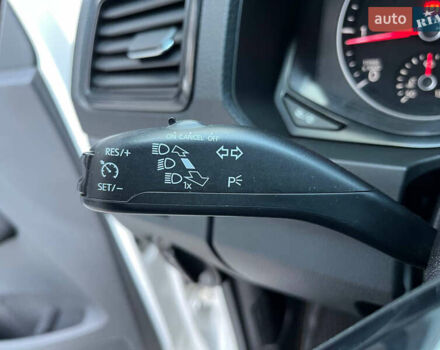 auto
RIA
ON CANCEL OFF
RES/+
SET/−
1x
P